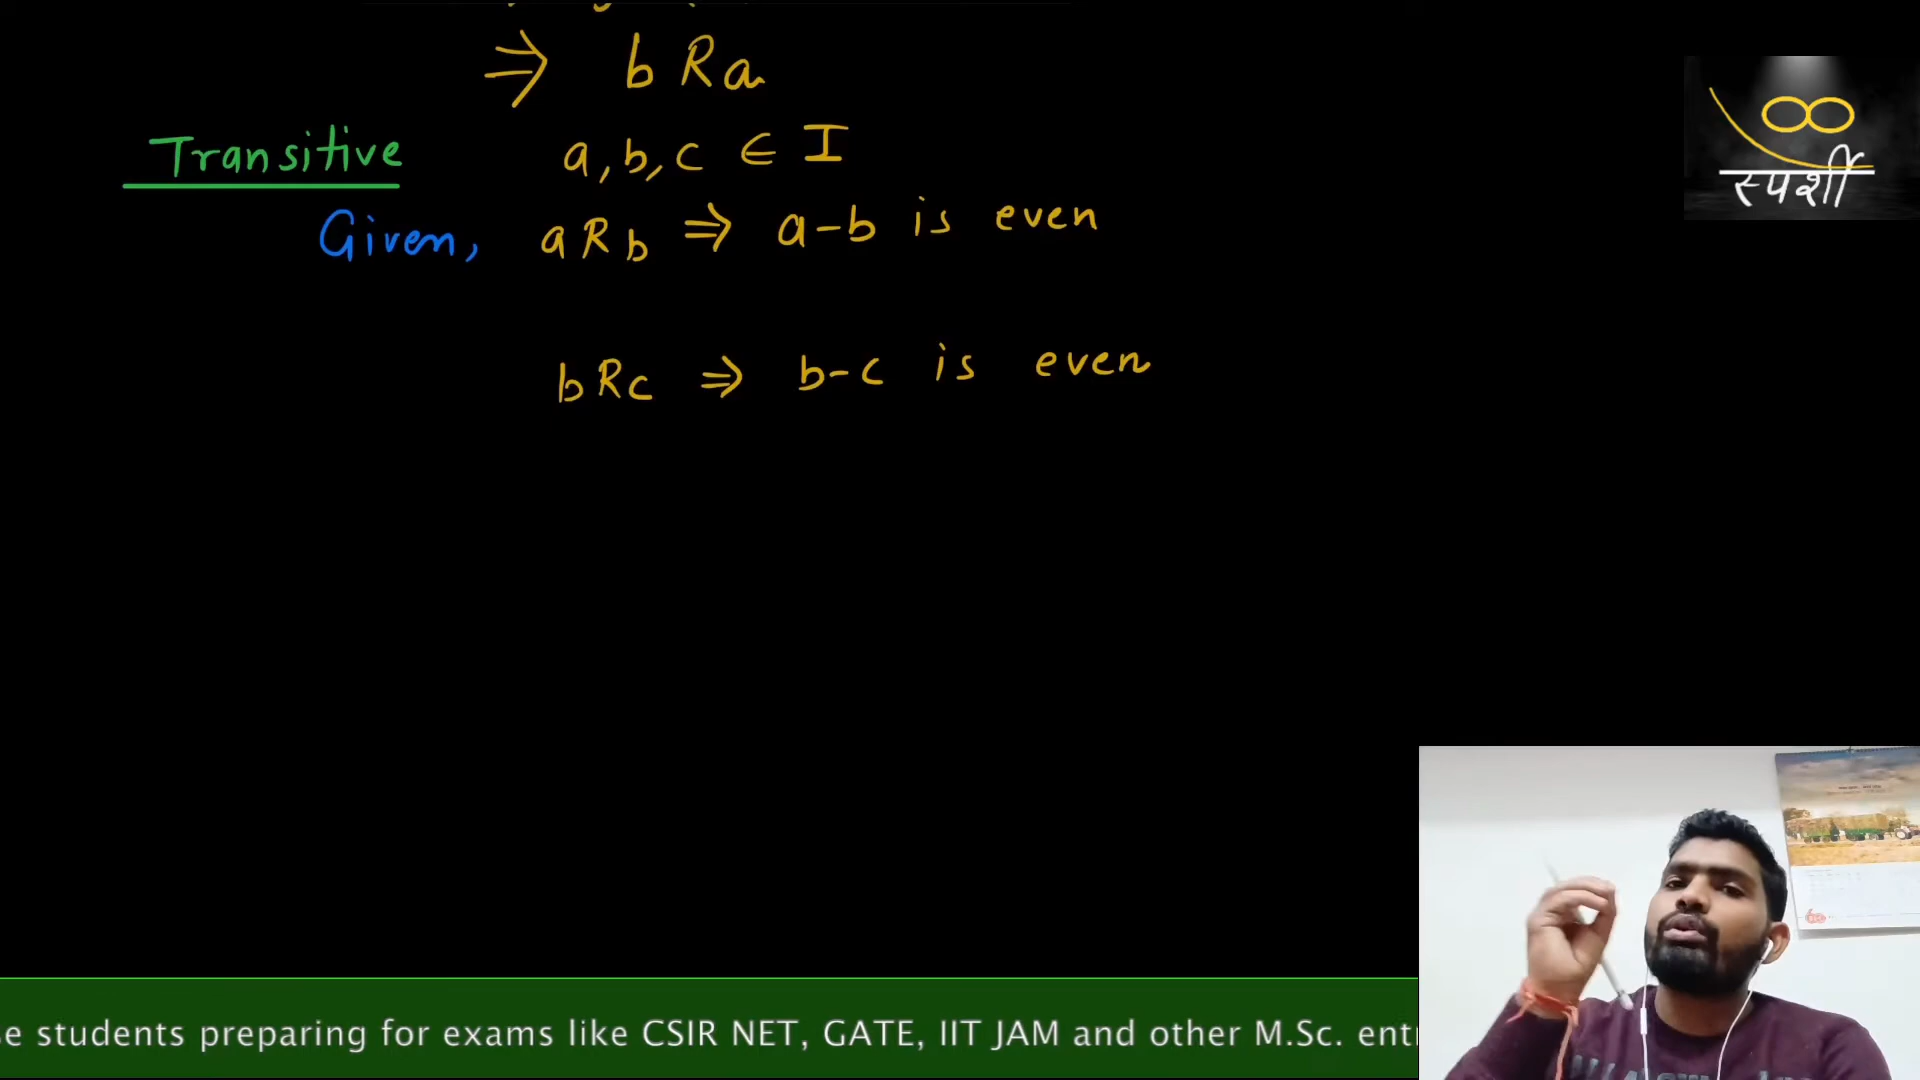 ⇒ b R a
Transitive a, b, c ∈ I
Given, a R b ⇒ a-b is even
b R c ⇒ b-c is even
स्पर्शी
students preparing for exams like CSIR NET, GATE, IIT JAM and other M.Sc.